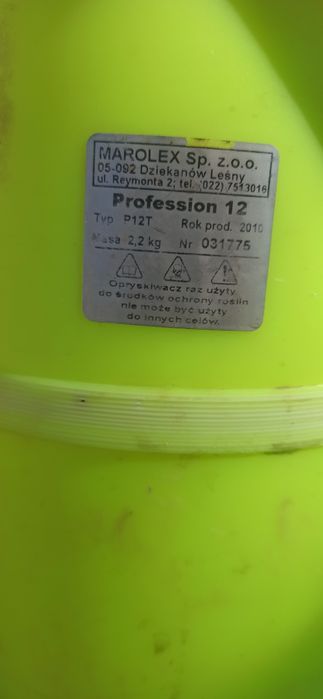 MAROLEX Sp. z.o.o.
05-092 Dziekanów Leśny
ul. Reymonta 2; tel. (022) 7513016
Profession 12
Typ P12T Rok prod. 2010
Masa 2,2 kg Nr 031775
Opryskiwacz raz użyty
do środków ochrony roślin
nie może być użyty
do innych celów.